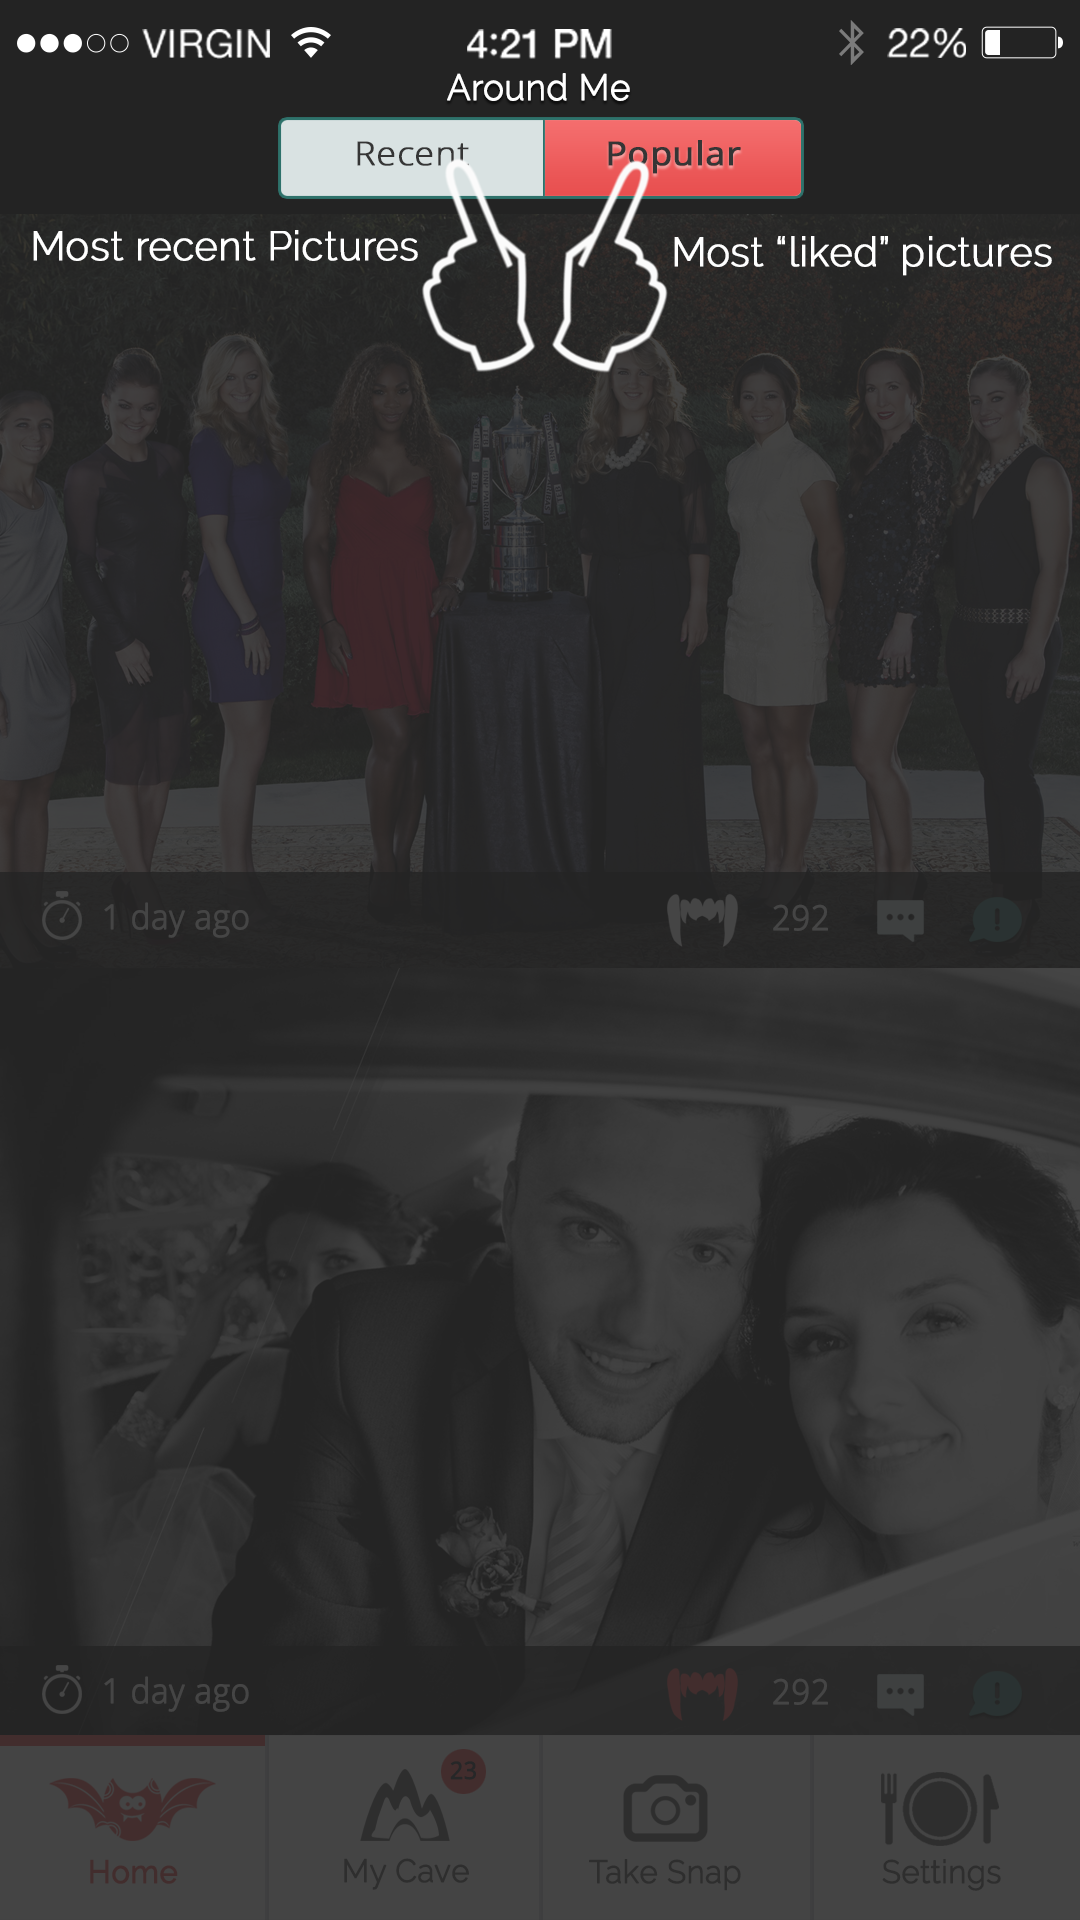 VIRGIN 4:21 PM 22%
Around Me
Recent Popular
Most recent Pictures Most “liked” pictures
1 day ago 292
1 day ago 292
23
Home My Cave Take Snap Settings